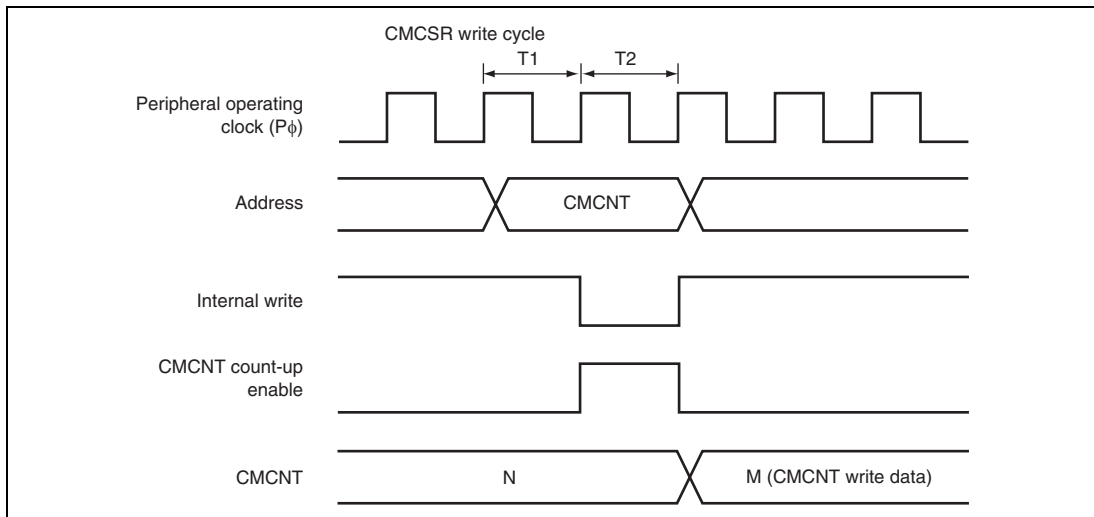 CMCSR write cycle
T1
T2
Peripheral operating
clock (Pϕ)
Address
CMCNT
Internal write
CMCNT count-up
enable
CMCNT
N
M (CMCNT write data)